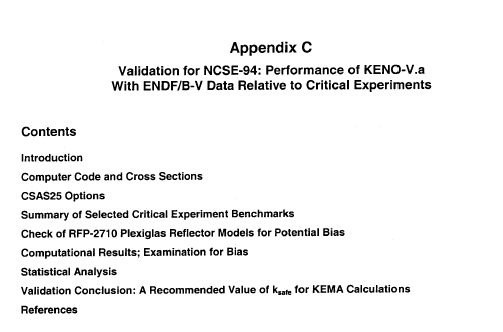 Appendix C
Validation for NCSE-94: Performance of KENO-V.a
With ENDF/B-V Data Relative to Critical Experiments
Contents
Introduction
Computer Code and Cross Sections
CSAS25 Options
Summary of Selected Critical Experiment Benchmarks
Check of RFP-2710 Plexiglas Reflector Models for Potential Bias
Computational Results; Examination for Bias
Statistical Analysis
Validation Conclusion: A Recommended Value of ksafe for KEMA Calculations
References